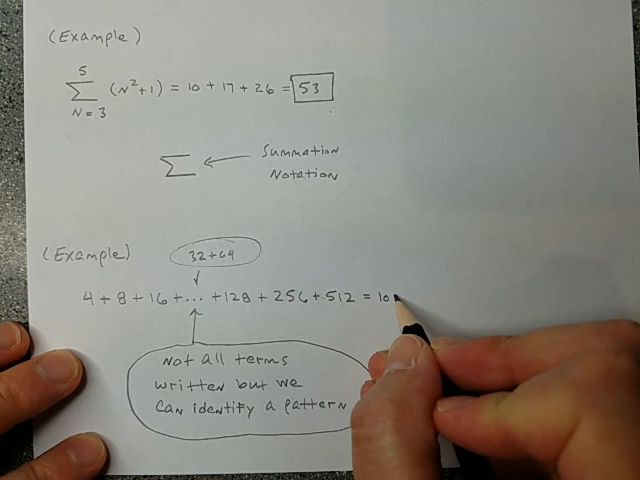 (Example)
5
∑ (N²+1) = 10 + 17 + 26 = 53
N = 3
∑ ← Summation
Notation
(Example)
32+64
4 + 8 + 16 + ... + 128 + 256 + 512 = 10
Not all terms
written but we
can identify a pattern